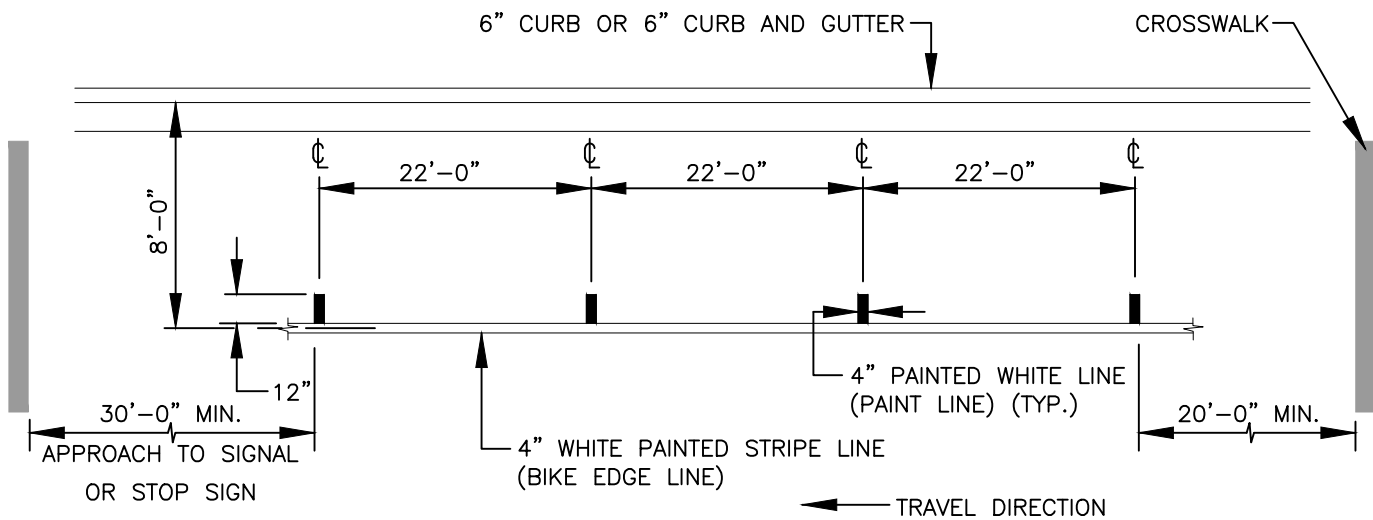 6” CURB OR 6” CURB AND GUTTER
CROSSWALK
℄ ℄ ℄ ℄
22’-0” 22’-0” 22’-0”
8’-0”
12”
4” PAINTED WHITE LINE
(PAINT LINE) (TYP.)
30’-0” MIN.
APPROACH TO SIGNAL
OR STOP SIGN
20’-0” MIN.
4” WHITE PAINTED STRIPE LINE
(BIKE EDGE LINE)
TRAVEL DIRECTION